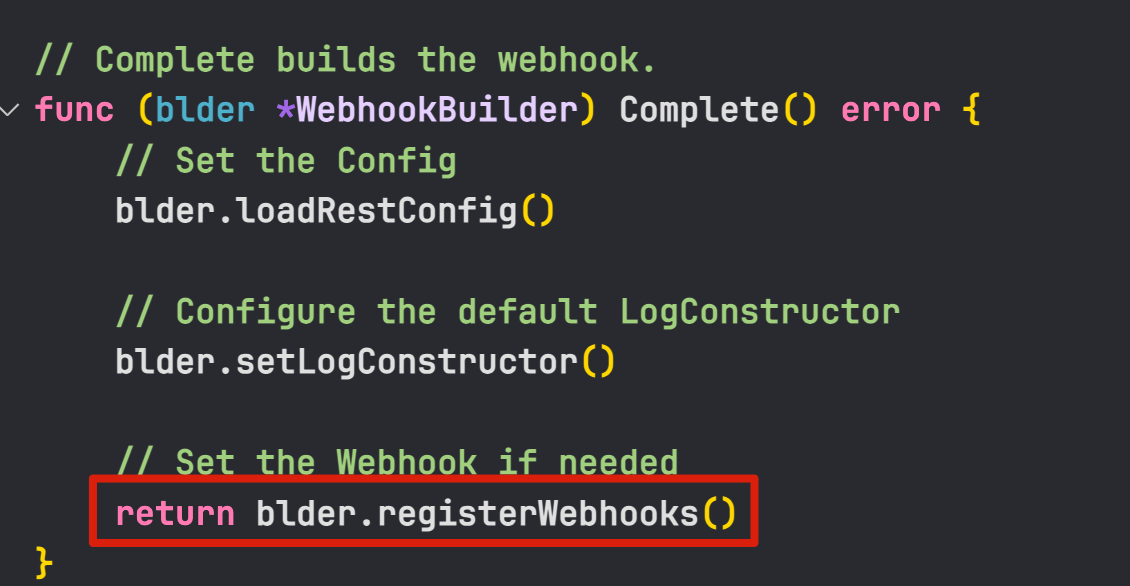 // Complete builds the webhook.
func (blder *WebhookBuilder) Complete() error {
// Set the Config
blder.loadRestConfig()
// Configure the default LogConstructor
blder.setLogConstructor()
// Set the Webhook if needed
return blder.registerWebhooks()
}